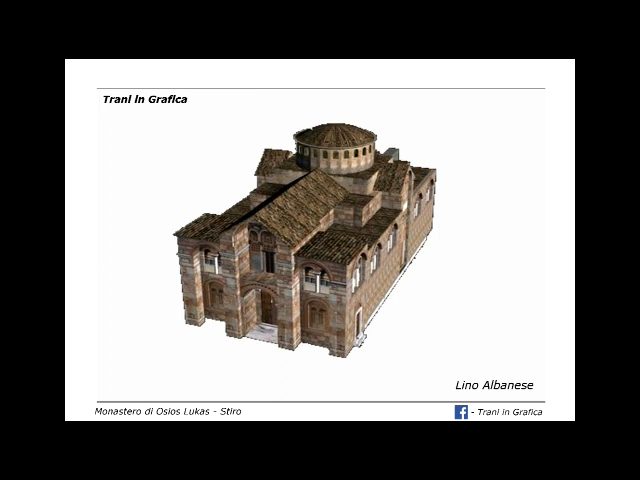 Trani in Grafica
Lino Albanese
Monastero di Osios Lukas - Stiro
- Trani in Grafica